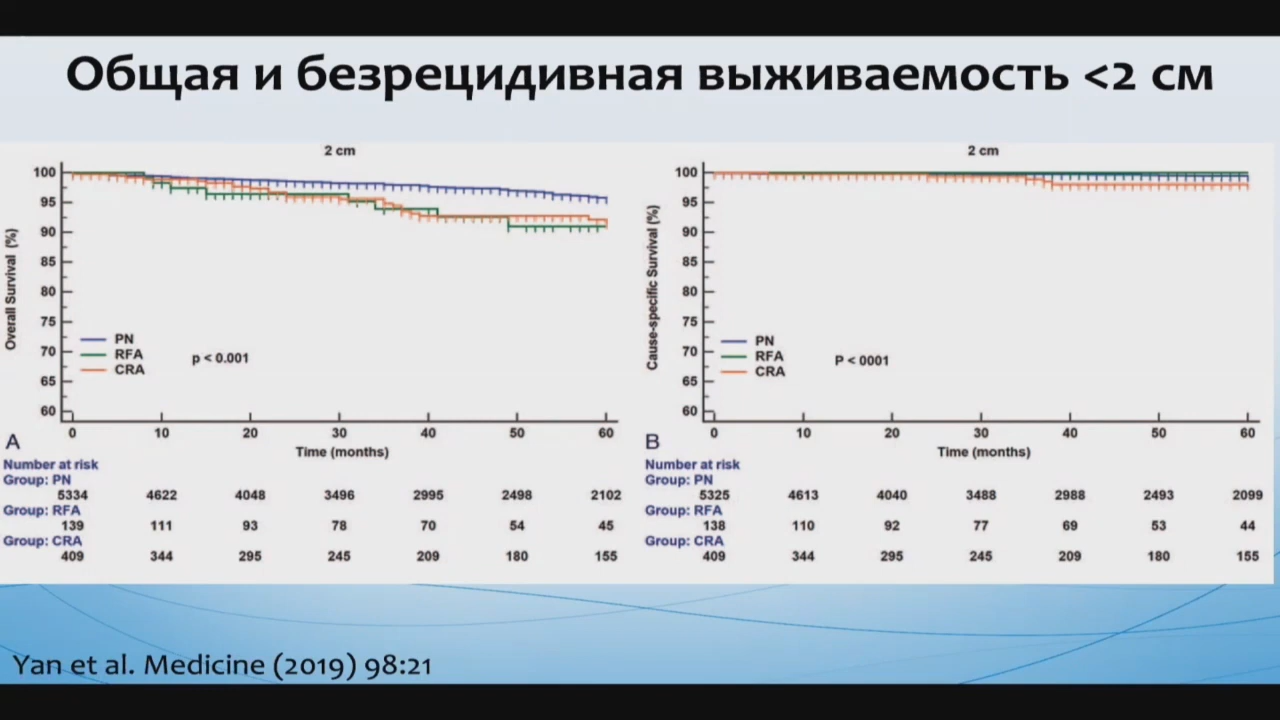 Общая и безрецидивная выживаемость <2 см
2 cm
Overall Survival (%)
100
95
90
85
80
75
70
65
60
PN
RFA
CRA
p < 0.001
0 10 20 30 40 50 60
Time (months)
A
Number at risk
Group: PN
5334 4622 4048 3496 2995 2498 2102
Group: RFA
139 111 93 78 70 54 45
Group: CRA
409 344 295 245 209 180 155
2 cm
Cause-specific Survival (%)
100
95
90
85
80
75
70
65
60
PN
RFA
CRA
P < 0001
0 10 20 30 40 50 60
Time (months)
B
Number at risk
Group: PN
5325 4613 4040 3488 2988 2493 2099
Group: RFA
138 110 92 77 69 53 44
Group: CRA
409 344 295 245 209 180 155
Yan et al. Medicine (2019) 98:21